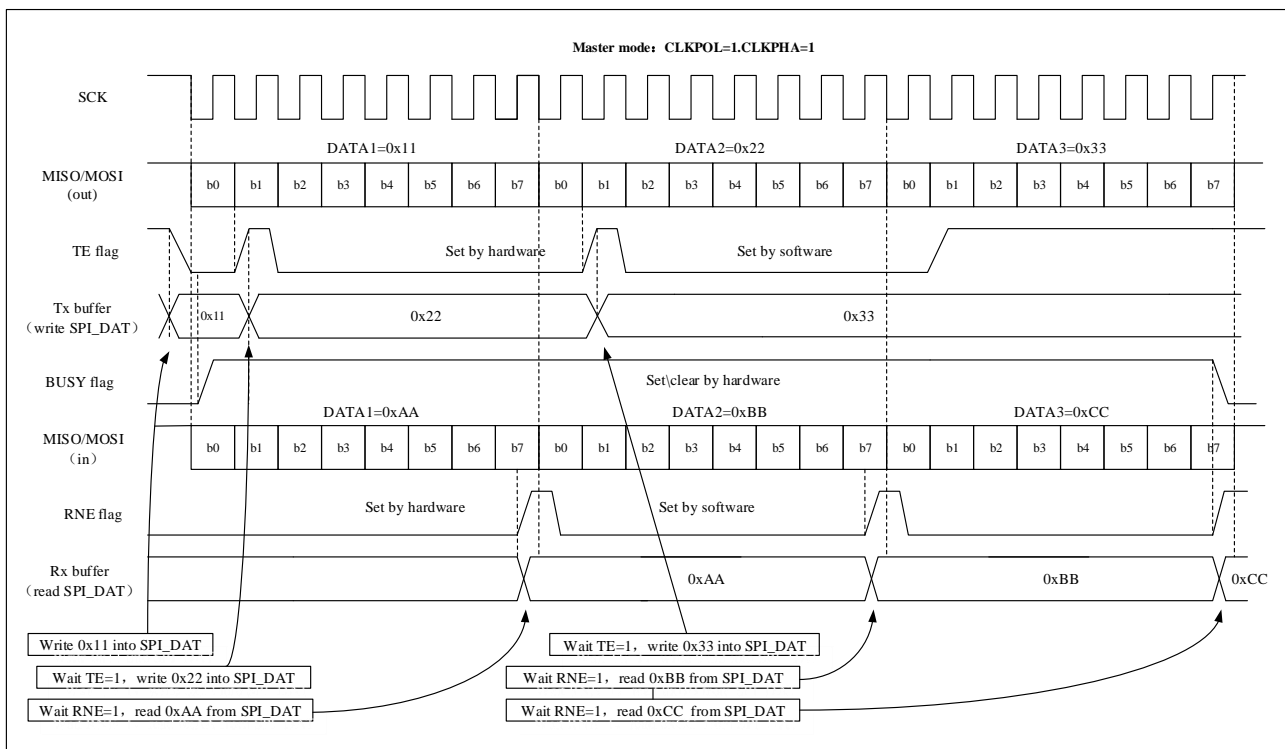 Master mode：CLKPOL=1.CLKPHA=1
SCK
DATA1=0x11 DATA2=0x22 DATA3=0x33
MISO/MOSI
(out)
b0 b1 b2 b3 b4 b5 b6 b7 b0 b1 b2 b3 b4 b5 b6 b7 b0 b1 b2 b3 b4 b5 b6 b7
TE flag
Set by hardware Set by software
Tx buffer
（write SPI_DAT）
0x11 0x22 0x33
BUSY flag
Set\clear by hardware
DATA1=0xAA DATA2=0xBB DATA3=0xCC
MISO/MOSI
(in)
b0 b1 b2 b3 b4 b5 b6 b7 b0 b1 b2 b3 b4 b5 b6 b7 b0 b1 b2 b3 b4 b5 b6 b7
RNE flag
Set by hardware Set by software
Rx buffer
（read SPI_DAT）
0xAA 0xBB 0xCC
Write 0x11 into SPI_DAT
Wait TE=1，write 0x33 into SPI_DAT
Wait TE=1，write 0x22 into SPI_DAT
Wait RNE=1，read 0xBB from SPI_DAT
Wait RNE=1，read 0xAA from SPI_DAT
Wait RNE=1，read 0xCC from SPI_DAT